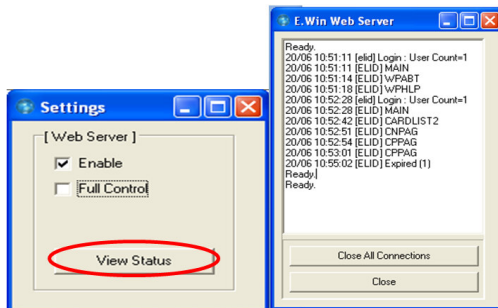 Settings
[ Web Server ]
Enable
Full Control
View Status
E.Win Web Server
Ready.
20/06 10:51:11 [elid] Login : User Count=1
20/06 10:51:11 [ELID] MAIN
20/06 10:51:14 [ELID] WPABT
20/06 10:51:18 [ELID] WPHLP
20/06 10:52:28 [elid] Login : User Count=1
20/06 10:52:28 [ELID] MAIN
20/06 10:52:42 [ELID] CARDLIST2
20/06 10:52:51 [ELID] CNPAG
20/06 10:52:54 [ELID] CPPAG
20/06 10:53:01 [ELID] CPPAG
20/06 10:55:02 [ELID] Expired (1)
Ready.
Ready.
Close All Connections
Close